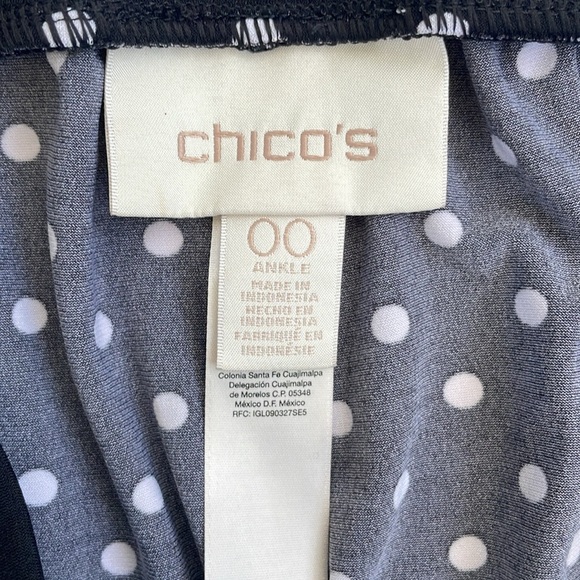 chico's
00
ANKLE
MADE IN
INDONESIA
HECHO EN
INDONESIA
FABRIQUÉ EN
INDONÉSIE
Colonia Santa Fe Cuajimalpa
Delegación Cuajimalpa
de Morelos C.P. 05348
México D.F. México
RFC: IGL090327SE5